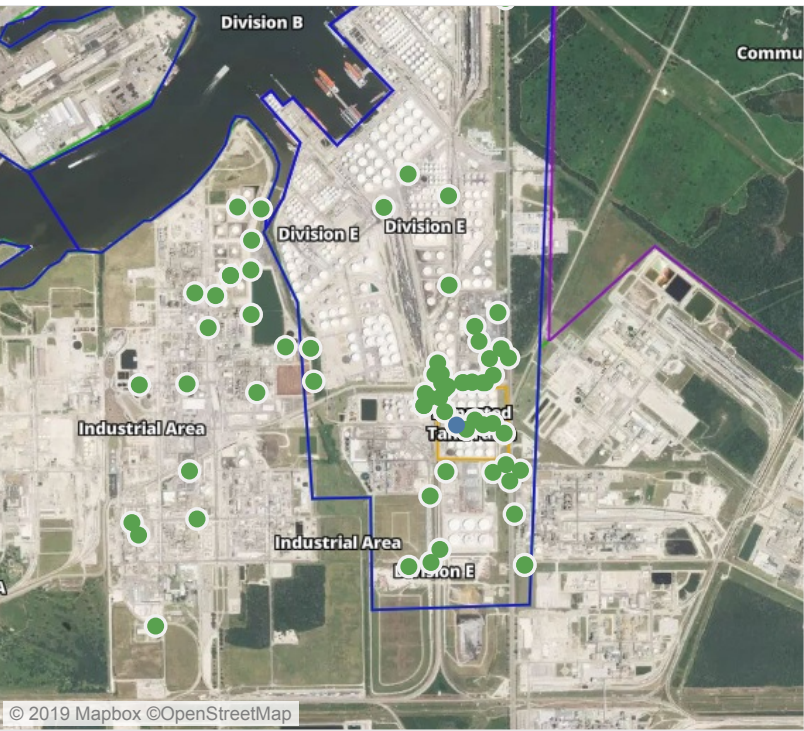 Division B
Commu
Division E
Division E
Industrial Area
Industrial Area
Division E
A
© 2019 Mapbox ©OpenStreetMap